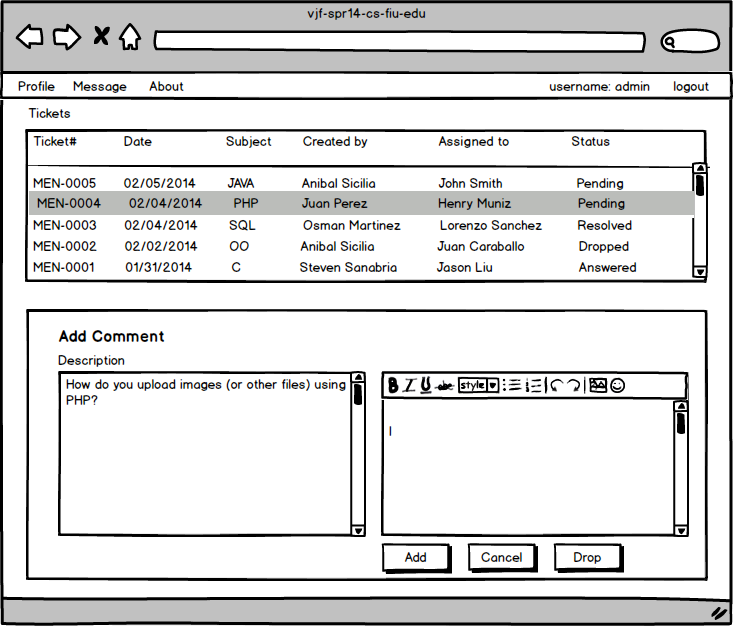 vjf-spr14-cs-fiu-edu
Profile Message About username: admin logout
Tickets
Ticket# Date Subject Created by Assigned to Status
MEN-0005 02/05/2014 JAVA Anibal Sicilia John Smith Pending
MEN-0004 02/04/2014 PHP Juan Perez Henry Muniz Pending
MEN-0003 02/04/2014 SQL Osman Martinez Lorenzo Sanchez Resolved
MEN-0002 02/02/2014 OO Anibal Sicilia Juan Caraballo Dropped
MEN-0001 01/31/2014 C Steven Sanabria Jason Liu Answered
Add Comment
Description
How do you upload images (or other files) using
PHP?
B I U abc style
Add Cancel Drop